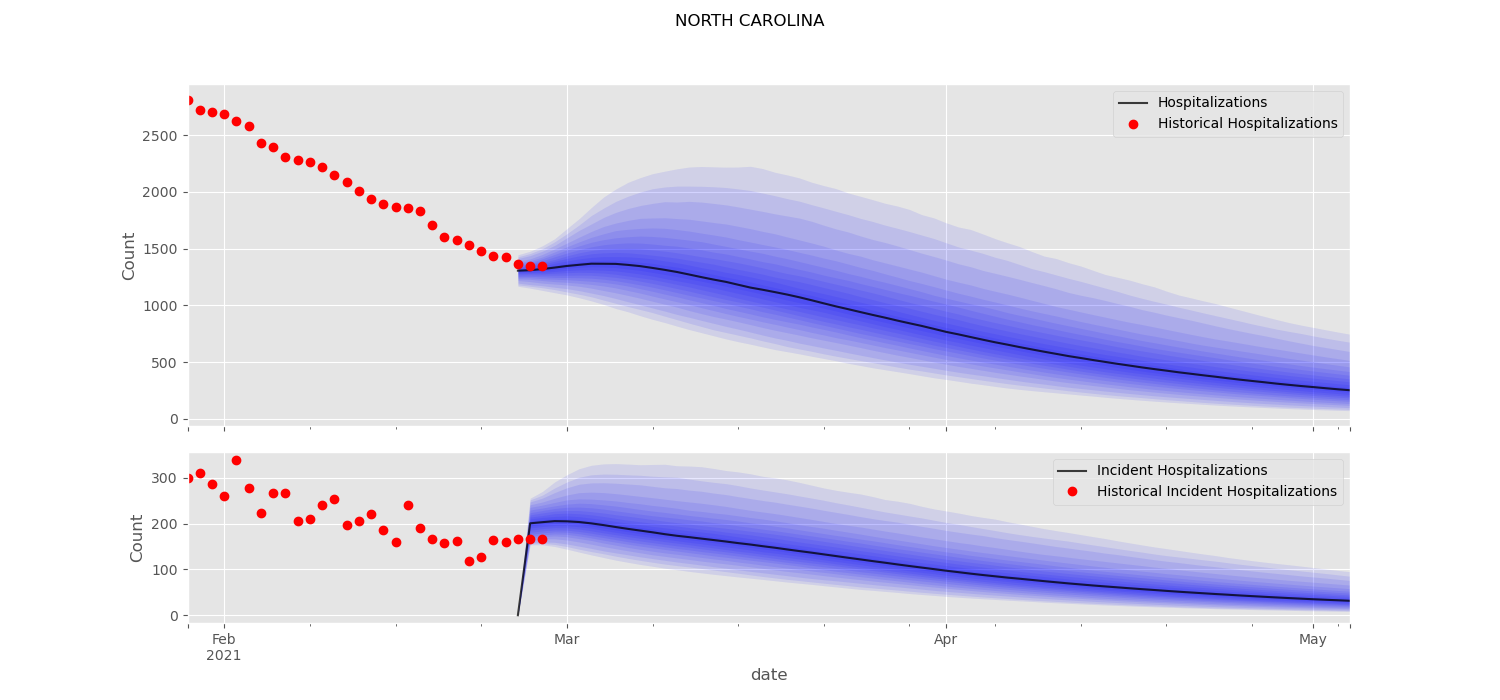 NORTH CAROLINA
Hospitalizations
Historical Hospitalizations
2500
2000
1500
1000
500
0
Count
Incident Hospitalizations
Historical Incident Hospitalizations
300
200
100
0
Count
Feb
2021
Mar
Apr
May
date